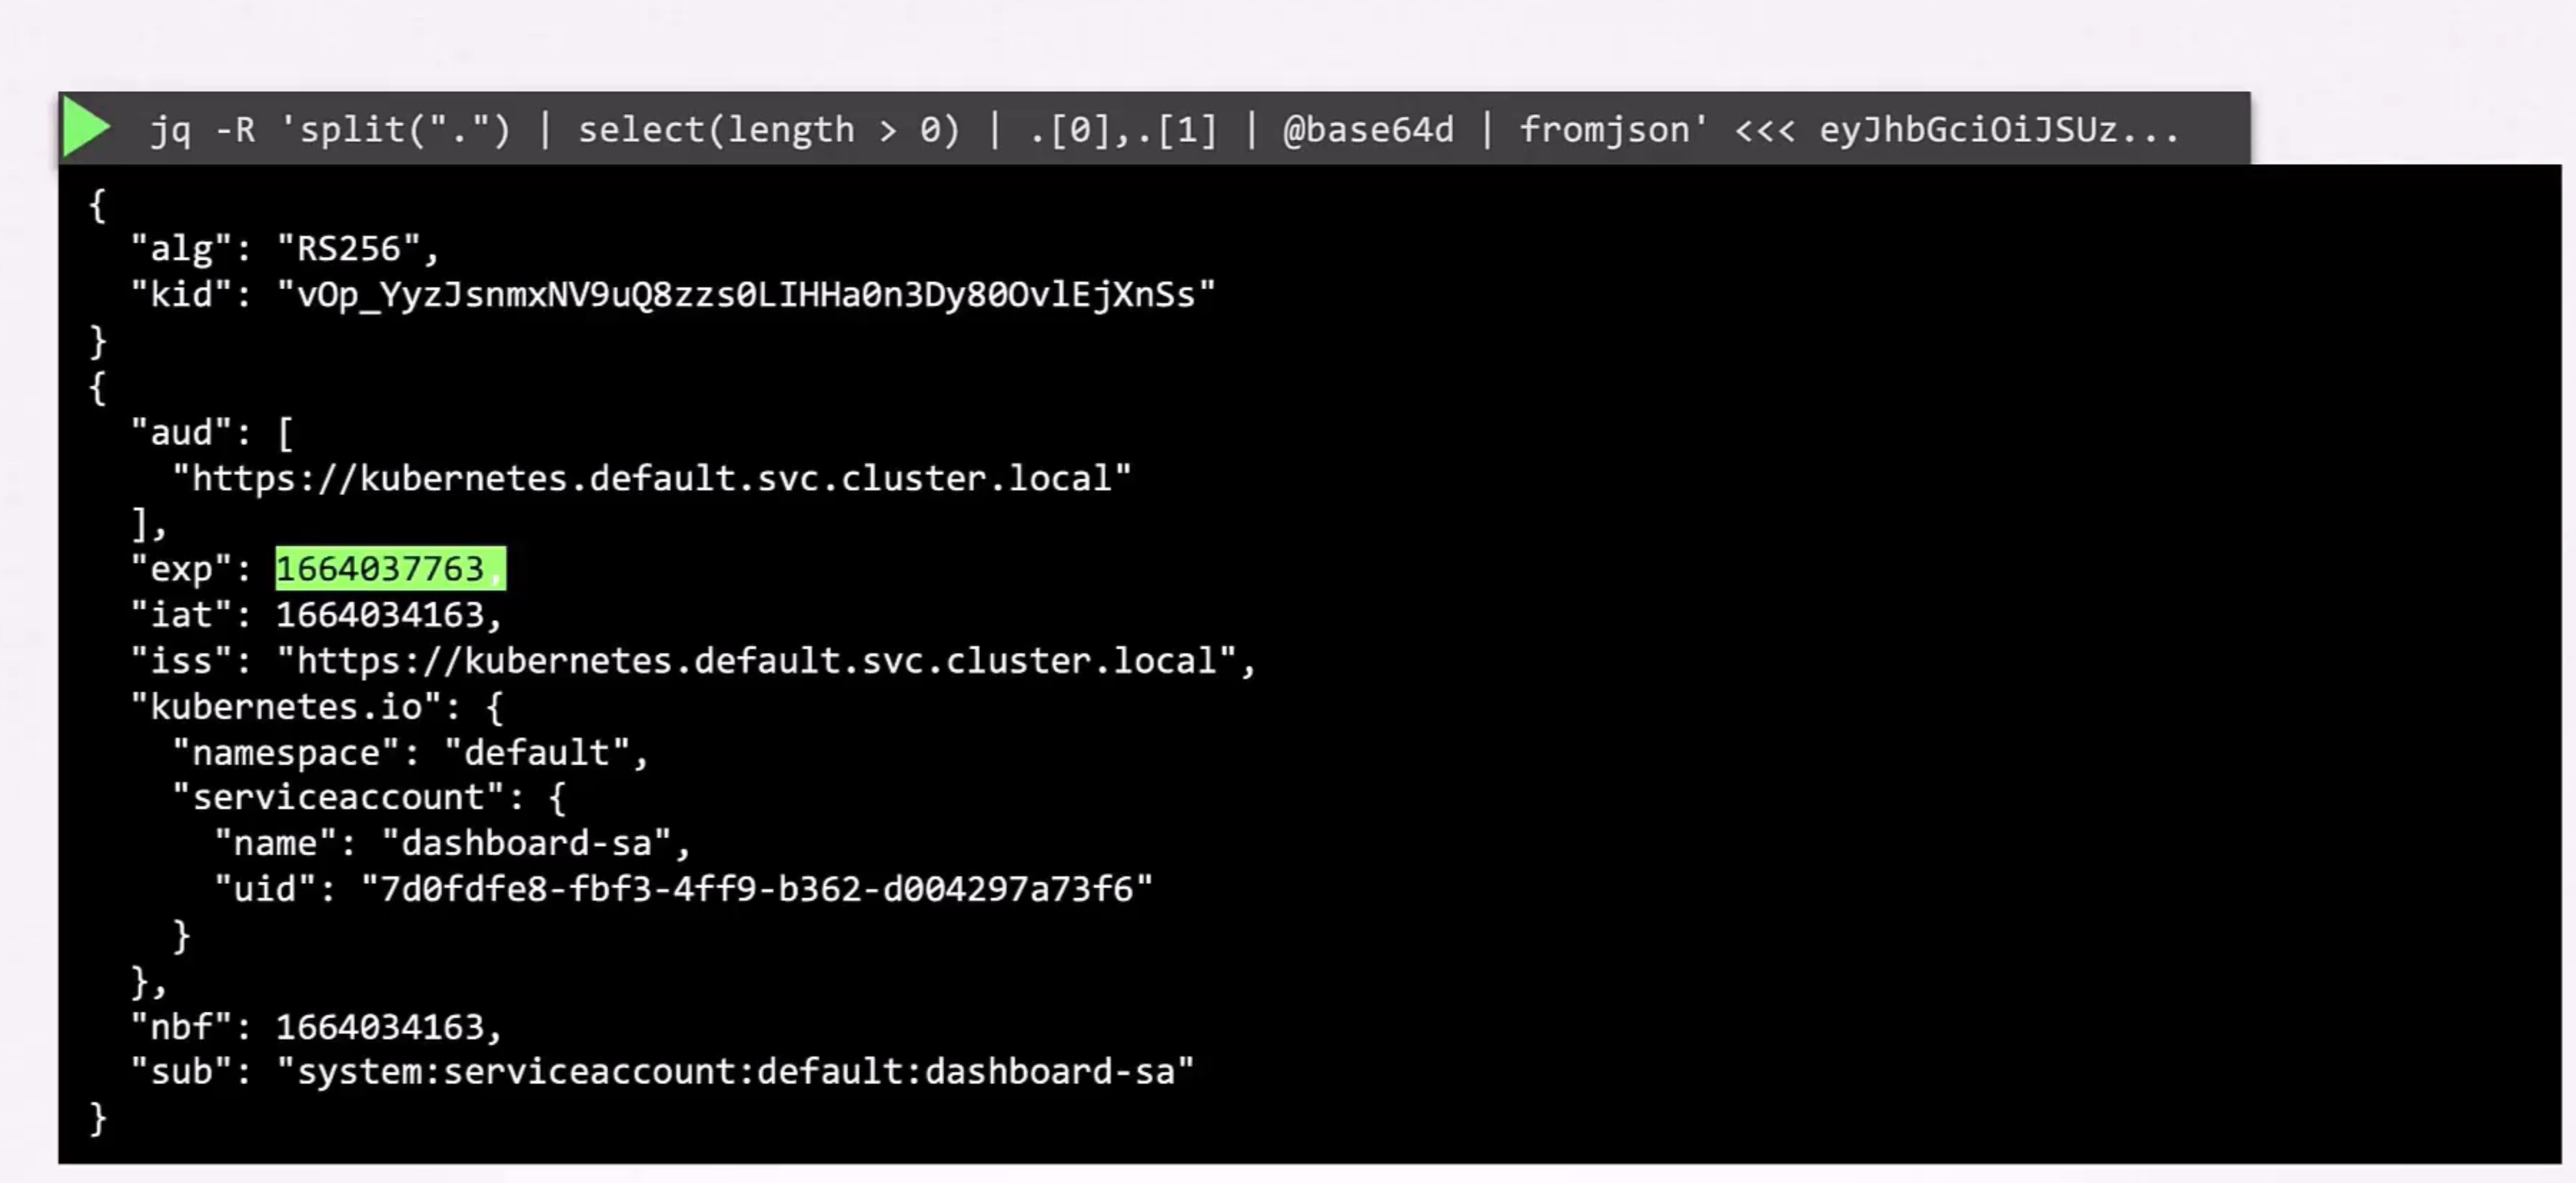 jq -R 'split(".") | select(length > 0) | .[0],.[1] | @base64d | fromjson' <<< eyJhbGciOiJSUz...
{
  "alg": "RS256",
  "kid": "vOp_YyzJsnmxNV9uQ8zzs0LIHHa0n3Dy80OvlEjXnSs"
}
{
  "aud": [
    "https://kubernetes.default.svc.cluster.local"
  ],
  "exp": 1664037763,
  "iat": 1664034163,
  "iss": "https://kubernetes.default.svc.cluster.local",
  "kubernetes.io": {
    "namespace": "default",
    "serviceaccount": {
      "name": "dashboard-sa",
      "uid": "7d0fdfe8-fbf3-4ff9-b362-d004297a73f6"
    }
  },
  "nbf": 1664034163,
  "sub": "system:serviceaccount:default:dashboard-sa"
}